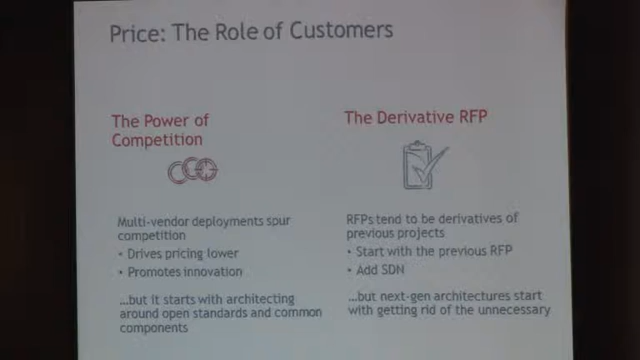 Price: The Role of Customers
The Power of
Competition
Multi-vendor deployments spur
competition
• Drives pricing lower
• Promotes innovation
...but it starts with architecting
around open standards and common
components
The Derivative RFP
RFPs tend to be derivatives of
previous projects
• Start with the previous RFP
• Add SDN
...but next-gen architectures start
with getting rid of the unnecessary